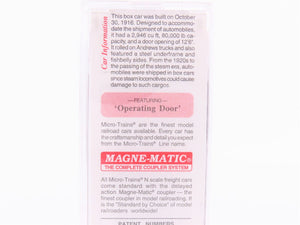 Car Information
This box car was built on October
30, 1916. Designed to accommo-
date the shipment of automobiles,
it had a 2,946 cu ft, 80,000 lb ca-
pacity, and a door opening of 12'6".
It rolled on Andrews trucks and also
featured a steel underframe and
fishbelly sides. From the 1920s to
the passing of the steam era, auto-
mobiles were shipped in box cars
since steam locomotives could cause
damage to such cargos
—FEATURING—
'Operating Door'
Micro-Trains® are the finest model
railroad cars available. Every car has
the craftmanship and detail you expect
from the Micro-Trains® Line name.
MAGNE-MATIC®
THE COMPLETE COUPLER SYSTEM
All Micro-Trains® N scale freight cars
come standard with the delayed
action Magne-Matic® coupler — the
finest coupler in model railroading. It
is the "Standard by Choice" of model
railroaders worldwide!
PATENT NUMBERS